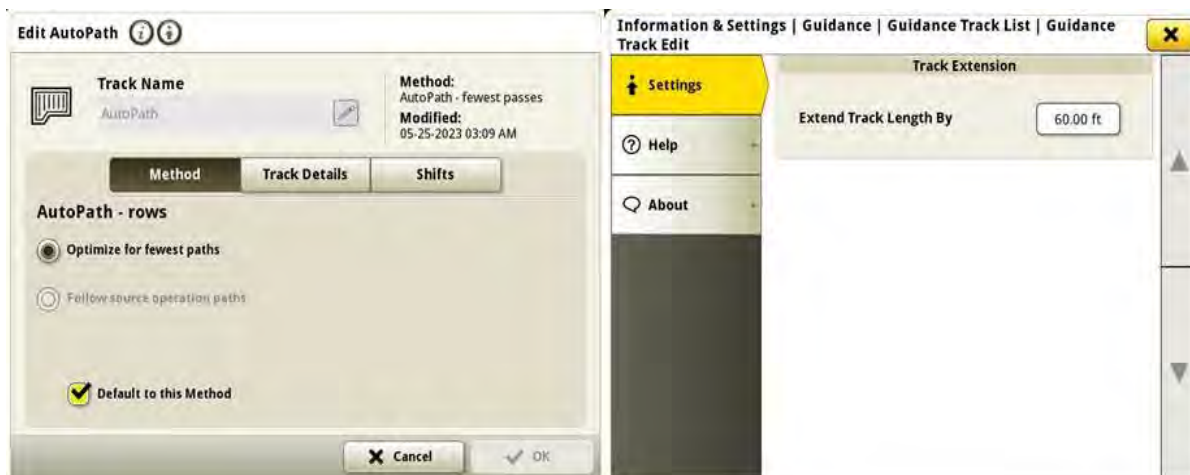 Edit AutoPath
Track Name
AutoPath
Method:
AutoPath - fewest passes
Modified:
05-25-2023 03:09 AM
Method
Track Details
Shifts
AutoPath - rows
Optimize for fewest paths
Follow source operation paths
Default to this Method
Cancel
OK
Information & Settings | Guidance | Guidance Track List | Guidance
Track Edit
Settings
Help
About
Track Extension
Extend Track Length By
60.00 ft